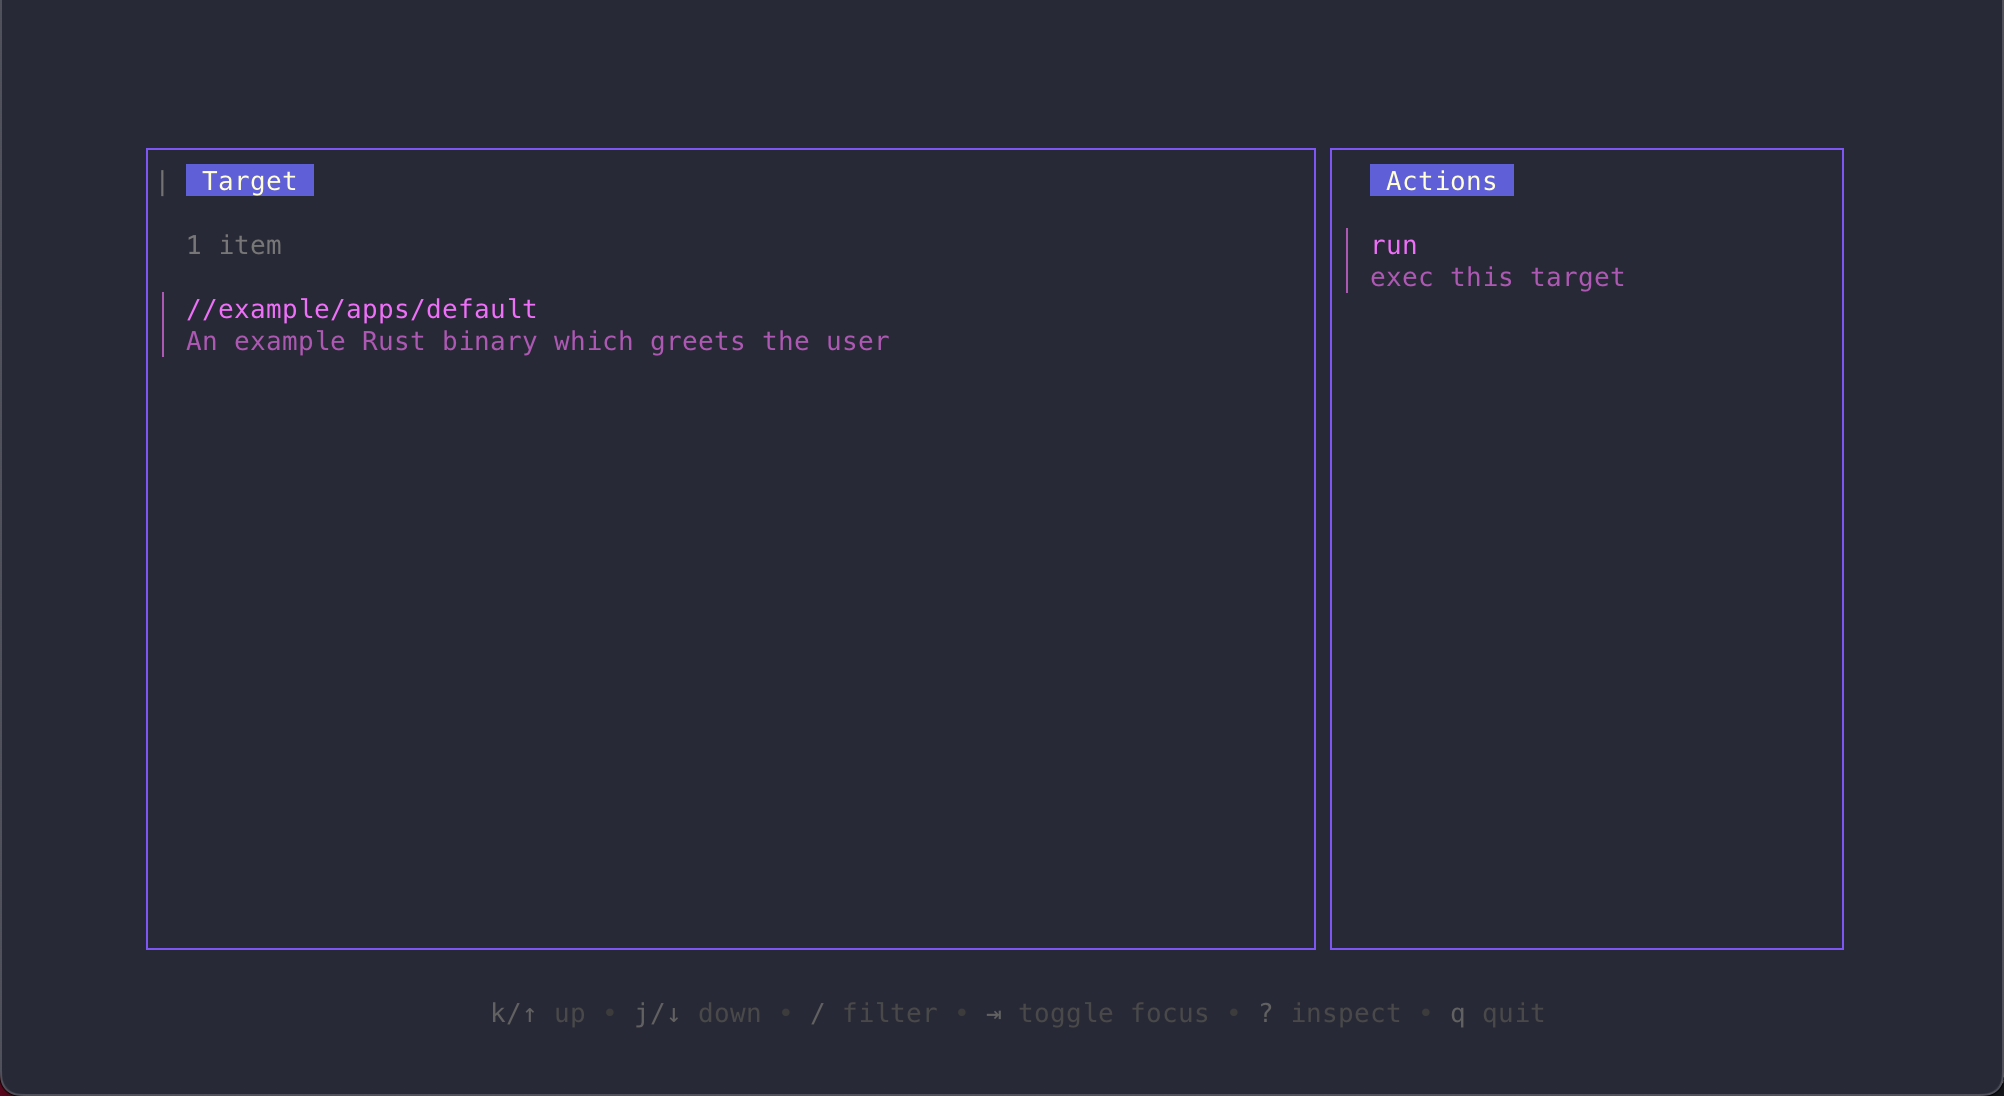 Target
1 item
//example/apps/default
An example Rust binary which greets the user
Actions
run
exec this target
k/↑ up • j/↓ down • / filter • ⇥ toggle focus • ? inspect • q quit